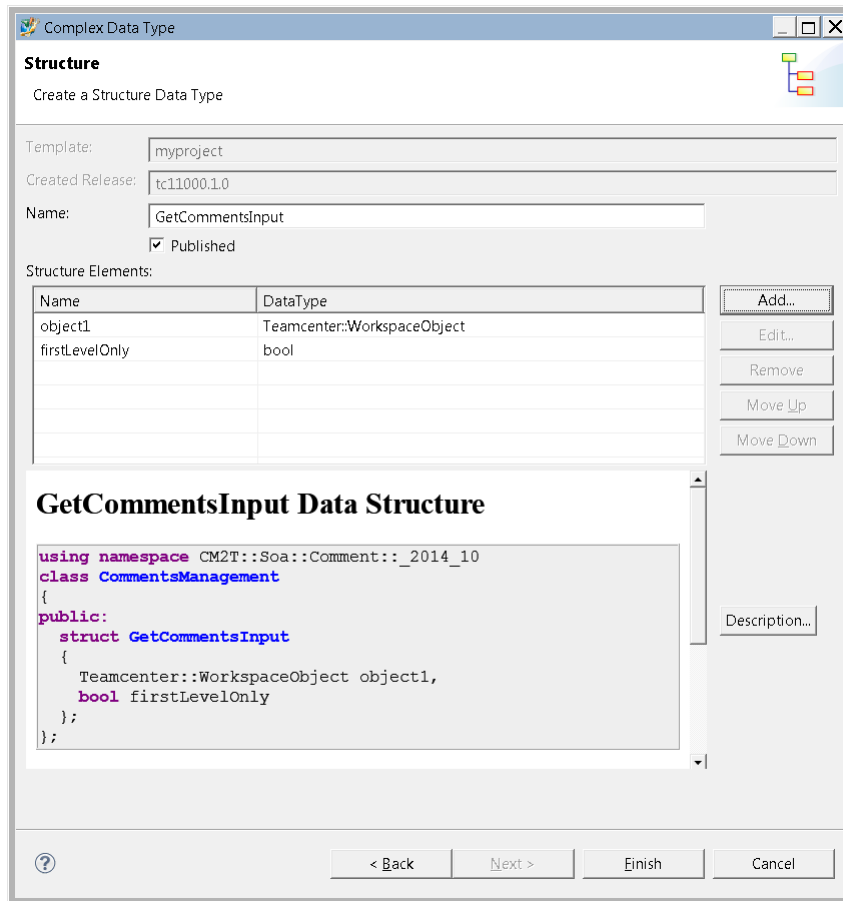 Complex Data Type
Structure
Create a Structure Data Type
Template: myproject
Created Release: tc11000.1.0
Name: GetCommentsInput
Published
Structure Elements:
Name DataType
object1 Teamcenter::WorkspaceObject
firstLevelOnly bool
Add...
Edit...
Remove
Move Up
Move Down
GetCommentsInput Data Structure
using namespace CM2T::Soa::Comment::_2014_10
class CommentsManagement
{
public:
struct GetCommentsInput
{
Teamcenter::WorkspaceObject object1,
bool firstLevelOnly
};
};
Description...
?
< Back Next > Finish Cancel